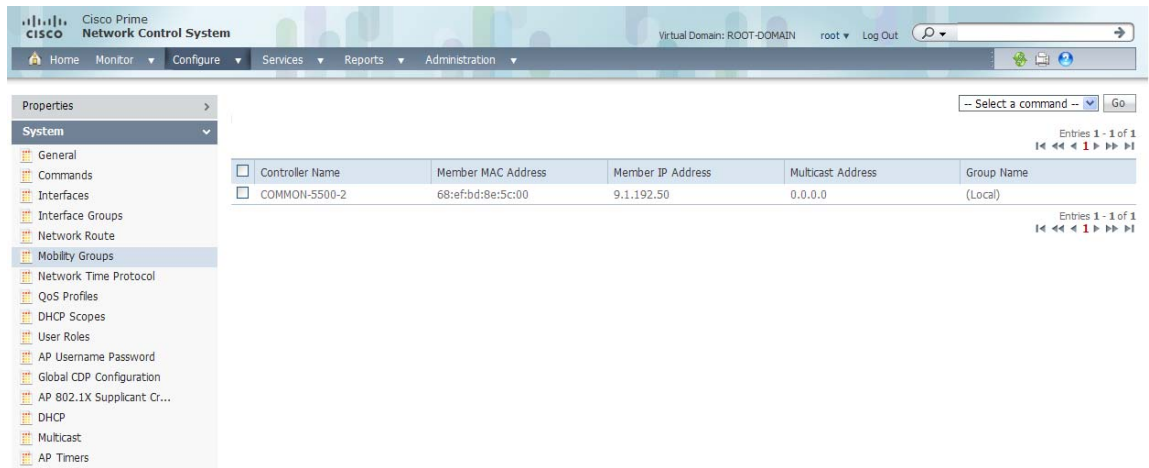 Cisco Prime
CISCO Network Control System
Virtual Domain: ROOT-DOMAIN root Log Out
Home Monitor Configure Services Reports Administration
Properties
-- Select a command -- Go
System
Entries 1 - 1 of 1
1
General
Commands
Interfaces
Interface Groups
Network Route
Mobility Groups
Network Time Protocol
QoS Profiles
DHCP Scopes
User Roles
AP Username Password
Global CDP Configuration
AP 802.1X Supplicant Cr...
DHCP
Multicast
AP Timers
Controller Name Member MAC Address Member IP Address Multicast Address Group Name
COMMON-5500-2 68:ef:bd:8e:5c:00 9.1.192.50 0.0.0.0 (Local)
Entries 1 - 1 of 1
1